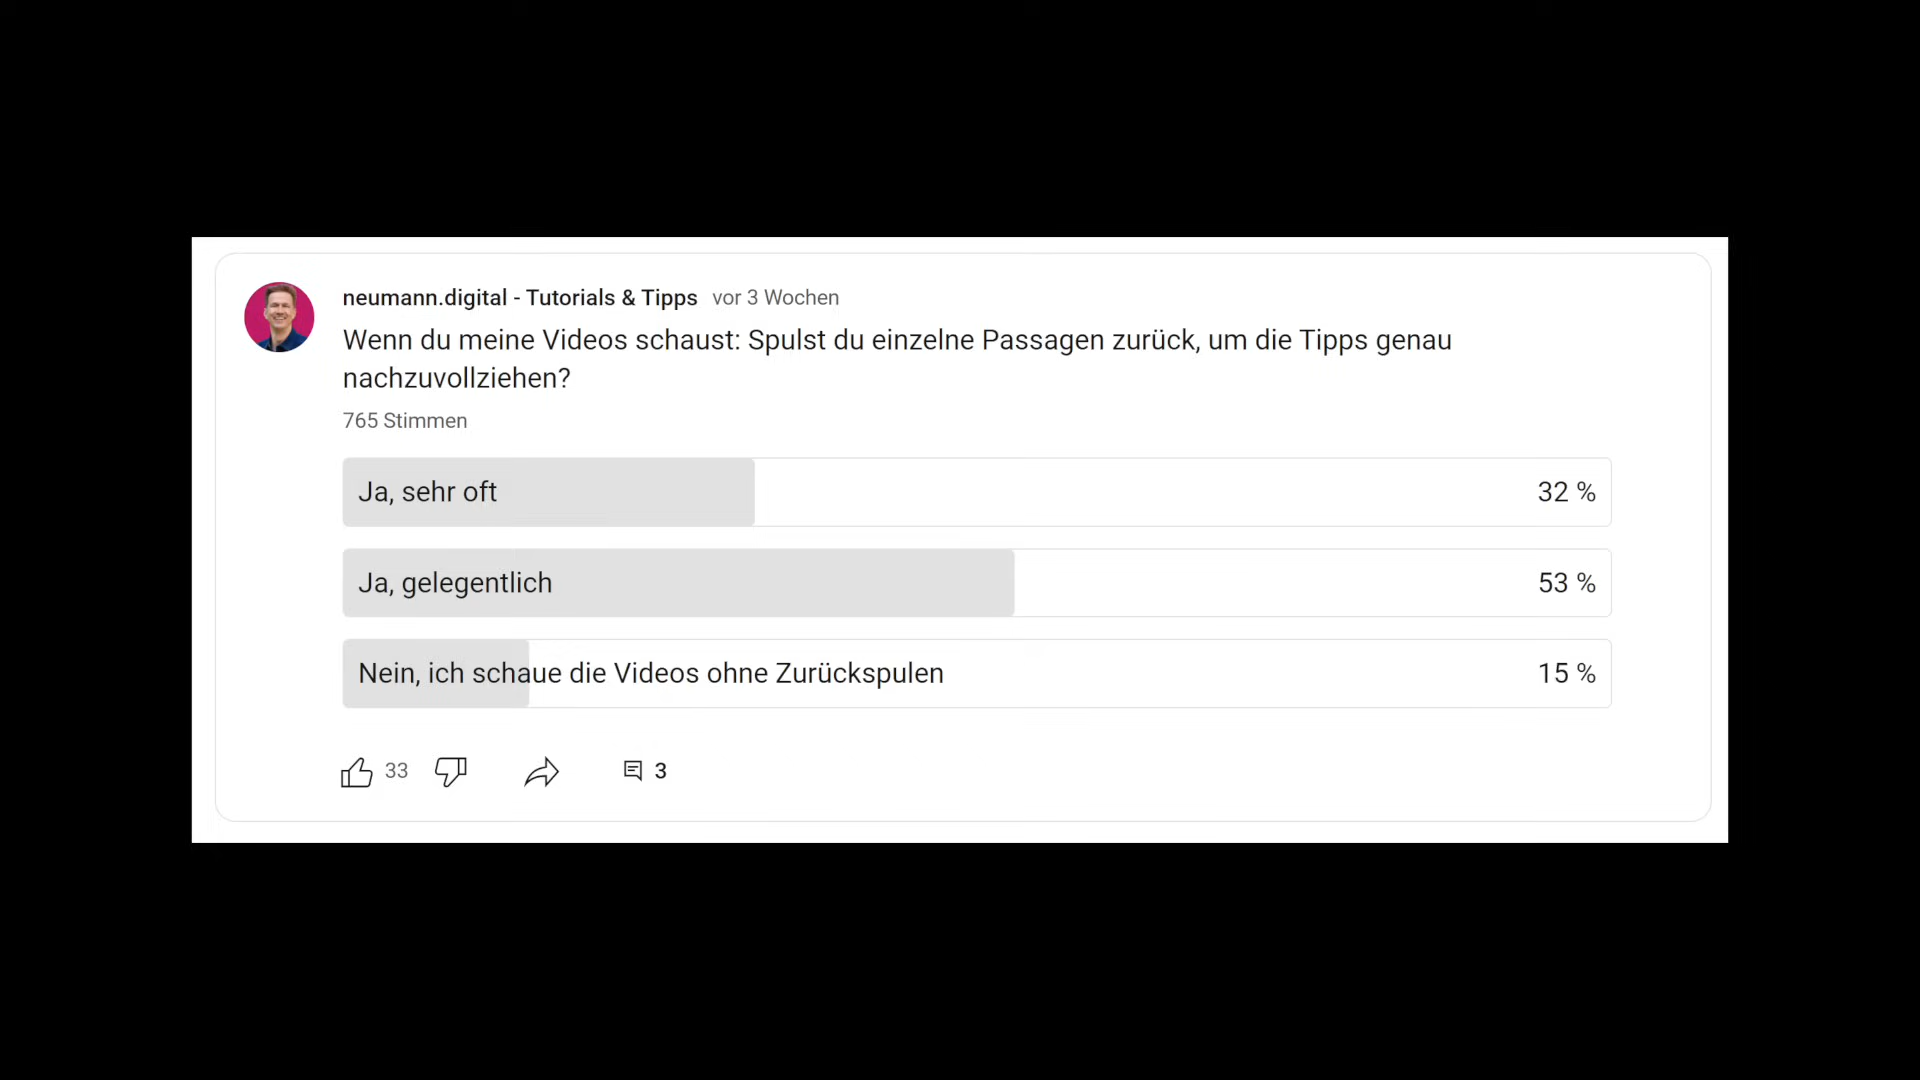 neumann.digital - Tutorials & Tipps vor 3 Wochen
Wenn du meine Videos schaust: Spulst du einzelne Passagen zurück, um die Tipps genau
nachzuvollziehen?
765 Stimmen
Ja, sehr oft 32 %
Ja, gelegentlich 53 %
Nein, ich schaue die Videos ohne Zurückspulen 15 %
33 3